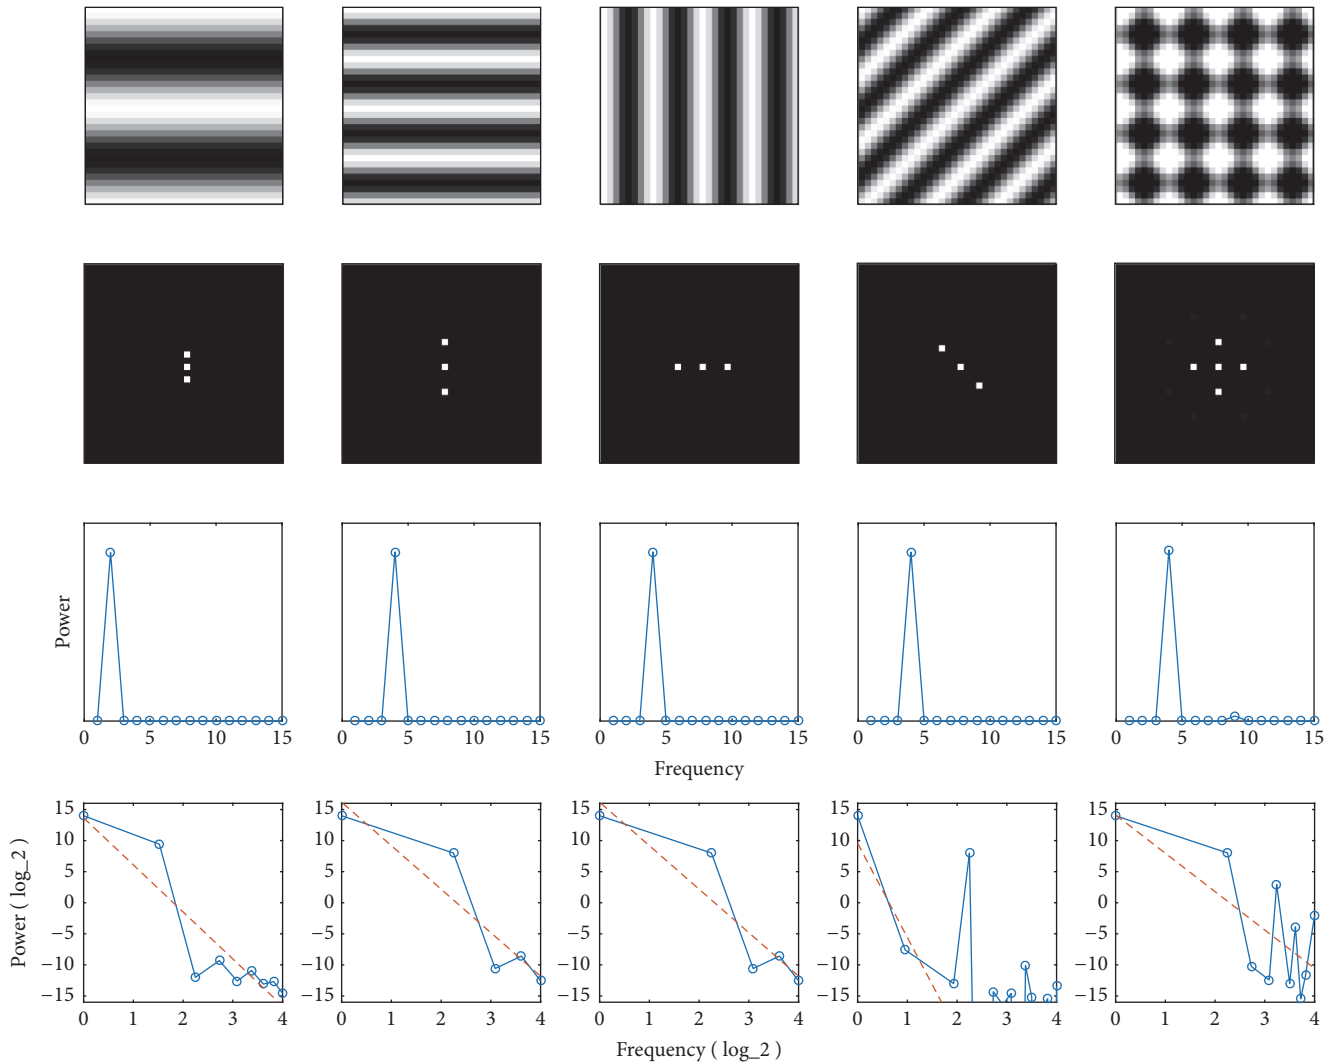 Power
0 5 10 15 0 5 10 15 0 5 10 15 0 5 10 15 0 5 10 15
Frequency
Power ( log_2 )
15 15 15 15 15
10 10 10 10 10
5 5 5 5 5
0 0 0 0 0
−5 −5 −5 −5 −5
−10 −10 −10 −10 −10
−15 −15 −15 −15 −15
0 1 2 3 4 0 1 2 3 4 0 1 2 3 4 0 1 2 3 4 0 1 2 3 4
Frequency ( log_2 )